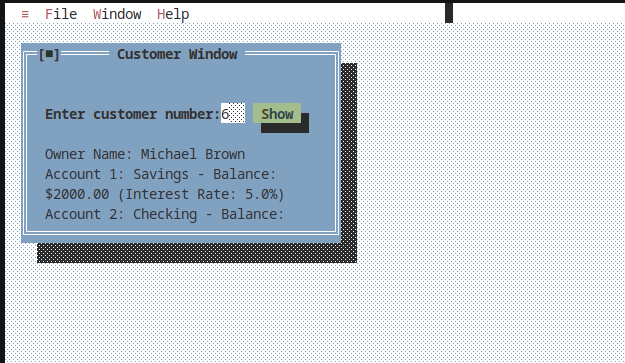 ≡ File Window Help
[■] Customer Window
Enter customer number:6 Show
Owner Name: Michael Brown
Account 1: Savings - Balance:
$2000.00 (Interest Rate: 5.0%)
Account 2: Checking - Balance: